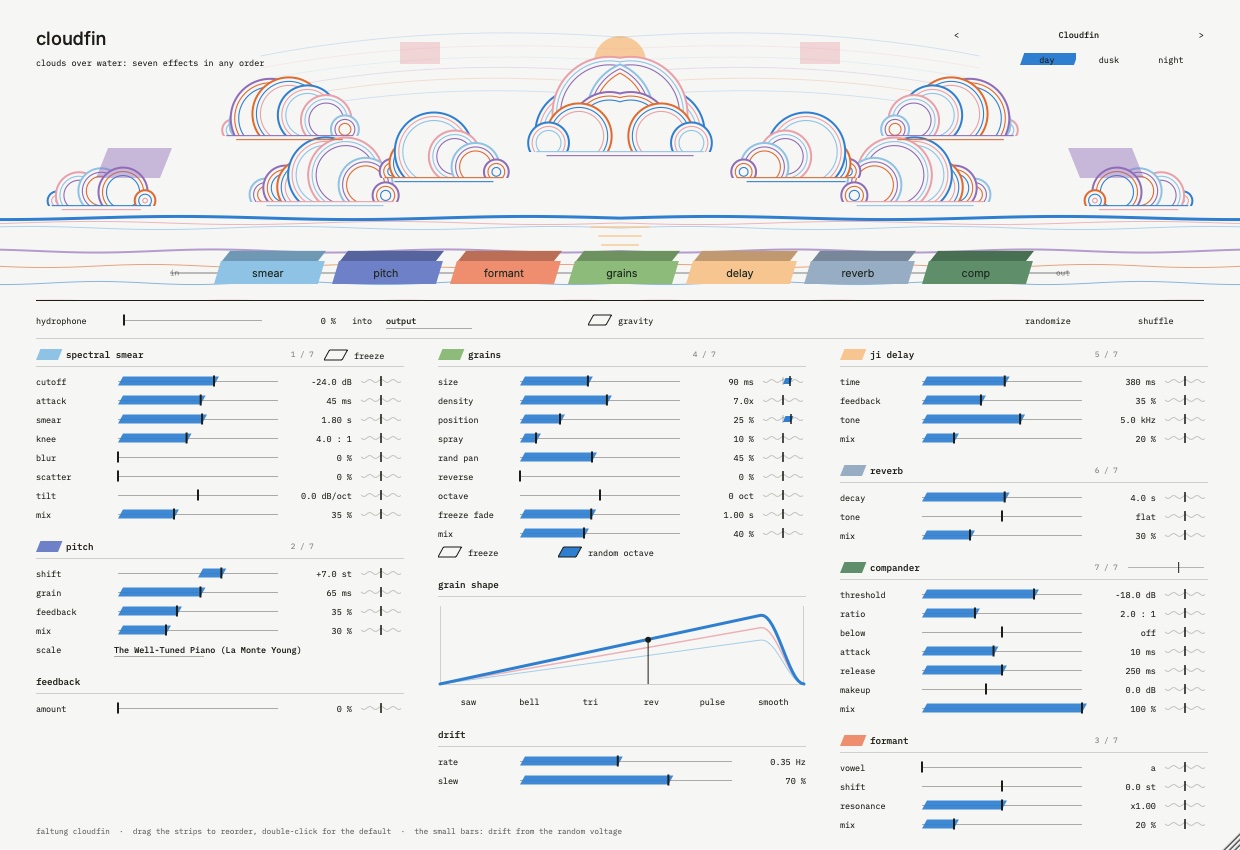 cloudfin
clouds over water: seven effects in any order
< Cloudfin >
day dusk night
in smear pitch formant grains delay reverb comp out
hydrophone 0 % into output gravity randomize shuffle
spectral smear 1 / 7 freeze
cutoff -24.0 dB
attack 45 ms
smear 1.80 s
knee 4.0 : 1
blur 0 %
scatter 0 %
tilt 0.0 dB/oct
mix 35 %
pitch 2 / 7
shift +7.0 st
grain 65 ms
feedback 35 %
mix 30 %
scale The Well-Tuned Piano (La Monte Young)
feedback
amount 0 %
grains 4 / 7
size 90 ms
density 7.0x
position 25 %
spray 10 %
rand pan 45 %
reverse 0 %
octave 0 oct
freeze fade 1.00 s
mix 40 %
freeze random octave
grain shape
saw bell tri rev pulse smooth
drift
rate 0.35 Hz
slew 70 %
ji delay 5 / 7
time 380 ms
feedback 35 %
tone 5.0 kHz
mix 20 %
reverb 6 / 7
decay 4.0 s
tone flat
mix 30 %
compander 7 / 7
threshold -18.0 dB
ratio 2.0 : 1
below off
attack 10 ms
release 250 ms
makeup 0.0 dB
mix 100 %
formant 3 / 7
vowel a
shift 0.0 st
resonance x1.00
mix 20 %
faltung cloudfin · drag the strips to reorder, double-click for the default · the small bars: drift from the random voltage